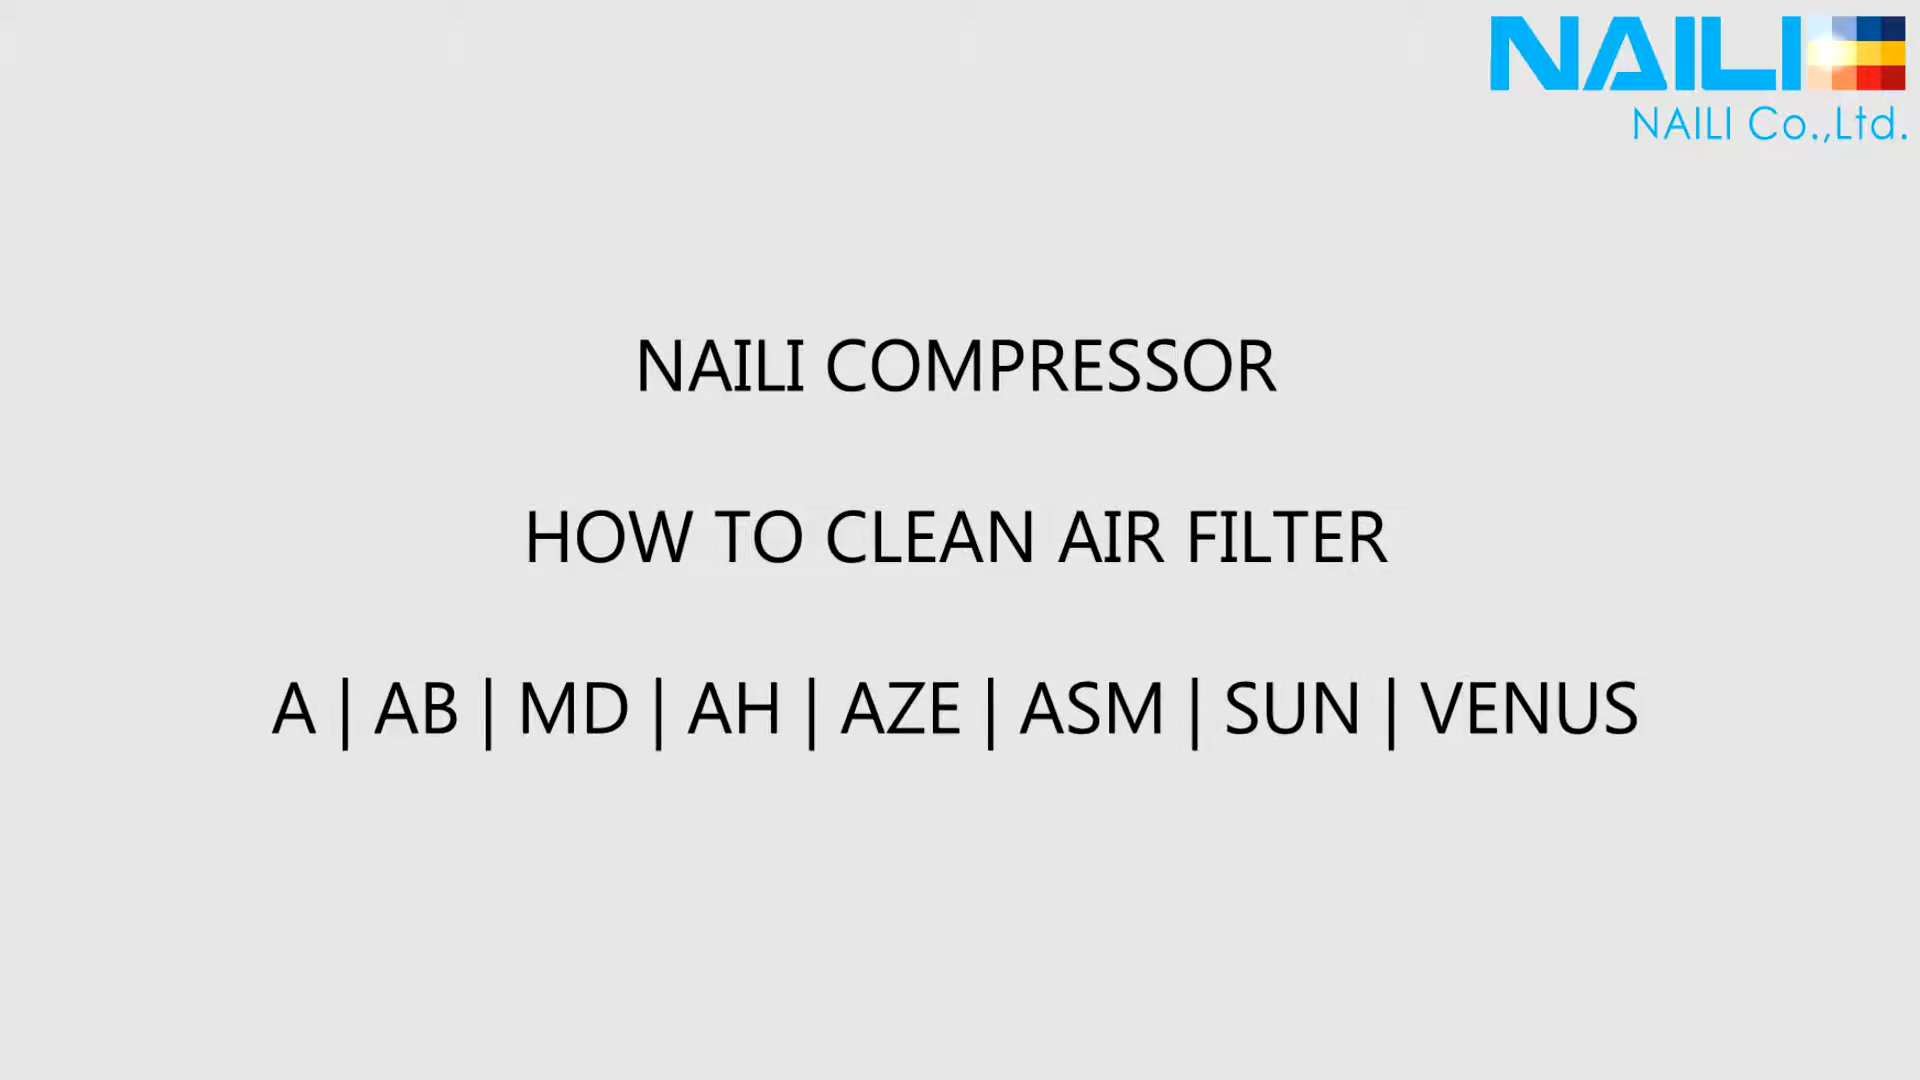 NAILI
NAILI Co.,Ltd.
NAILI COMPRESSOR
HOW TO CLEAN AIR FILTER
A | AB | MD | AH | AZE | ASM | SUN | VENUS